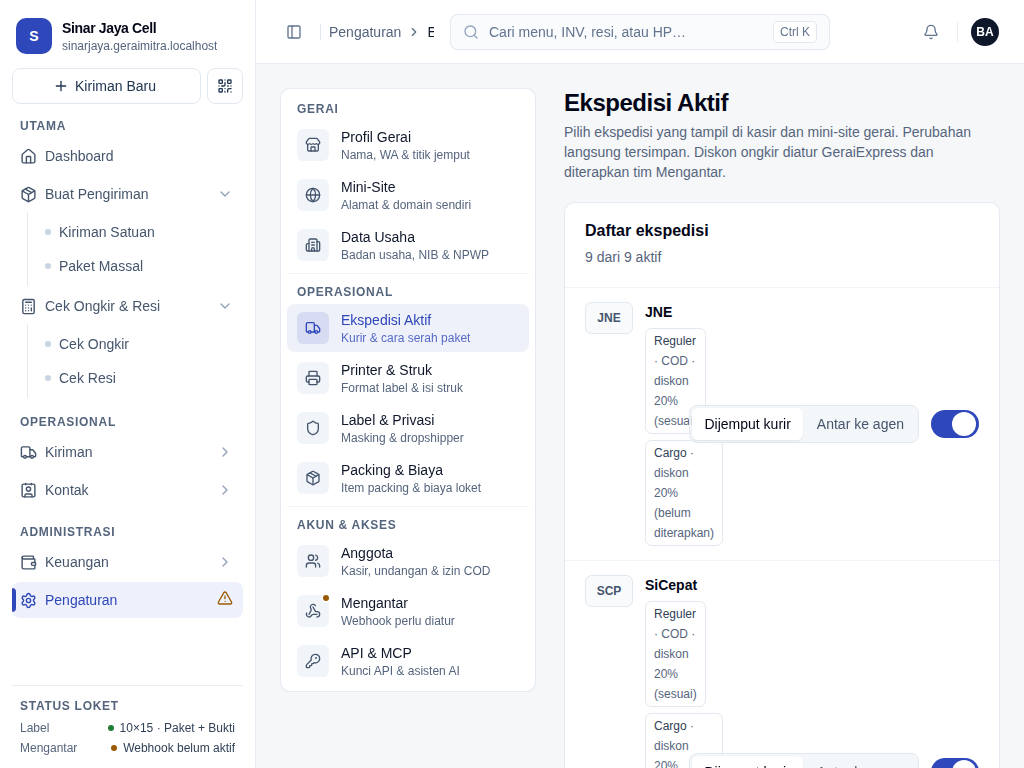 S
Sinar Jaya Cell
sinarjaya.geraimitra.localhost
Kiriman Baru
UTAMA
Dashboard
Buat Pengiriman
Kiriman Satuan
Paket Massal
Cek Ongkir & Resi
Cek Ongkir
Cek Resi
OPERASIONAL
Kiriman
Kontak
ADMINISTRASI
Keuangan
Pengaturan
STATUS LOKET
Label 10×15 · Paket + Bukti
Mengantar Webhook belum aktif
Pengaturan
Cari menu, INV, resi, atau HP…
Ctrl K
BA
GERAI
Profil Gerai
Nama, WA & titik jemput
Mini-Site
Alamat & domain sendiri
Data Usaha
Badan usaha, NIB & NPWP
OPERASIONAL
Ekspedisi Aktif
Kurir & cara serah paket
Printer & Struk
Format label & isi struk
Label & Privasi
Masking & dropshipper
Packing & Biaya
Item packing & biaya loket
AKUN & AKSES
Anggota
Kasir, undangan & izin COD
Mengantar
Webhook perlu diatur
API & MCP
Kunci API & asisten AI
Ekspedisi Aktif
Pilih ekspedisi yang tampil di kasir dan mini-site gerai. Perubahan
langsung tersimpan. Diskon ongkir diatur GeraiExpress dan
diterapkan tim Mengantar.
Daftar ekspedisi
9 dari 9 aktif
JNE
JNE
Reguler
· COD ·
diskon
20%
Dijemput kurir
Antar ke agen
Cargo ·
diskon
20%
(belum
diterapkan)
SCP
SiCepat
Reguler
· COD ·
diskon
20%
(sesuai)
Cargo ·
diskon
20%